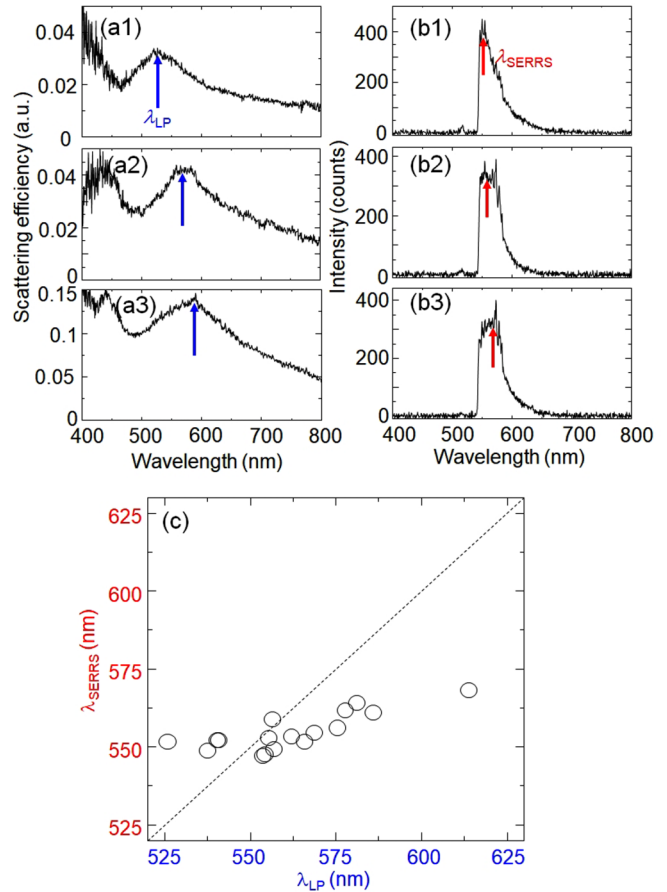 (a1)
0.04
0.02
0
λLP
(b1)
400
200
0
λSERRS
(a2)
0.04
0.02
0
(b2)
400
200
0
(a3)
0.15
0.1
0.05
0
(b3)
400
200
0
Scattering efficiency (a.u.)
Intensity (counts)
400 500 600 700 800
400 500 600 700 800
Wavelength (nm)
Wavelength (nm)
(c)
625
600
575
550
525
λSERRS (nm)
525 550 575 600 625
λLP (nm)